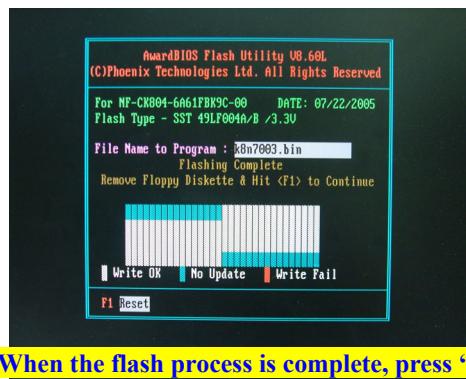 AwardBIOS Flash Utility V8.60L
(C)Phoenix Technologies Ltd. All Rights Reserved
For NF-CK804-6A61FBK9C-00 DATE: 07/22/2005
Flash Type - SST 49LF004A/B /3.3V
File Name to Program : k8n7003.bin
Flashing Complete
Remove Floppy Diskette & Hit <F1> to Continue
Write OK No Update Write Fail
F1 Reset
When the flash process is complete, press ‘